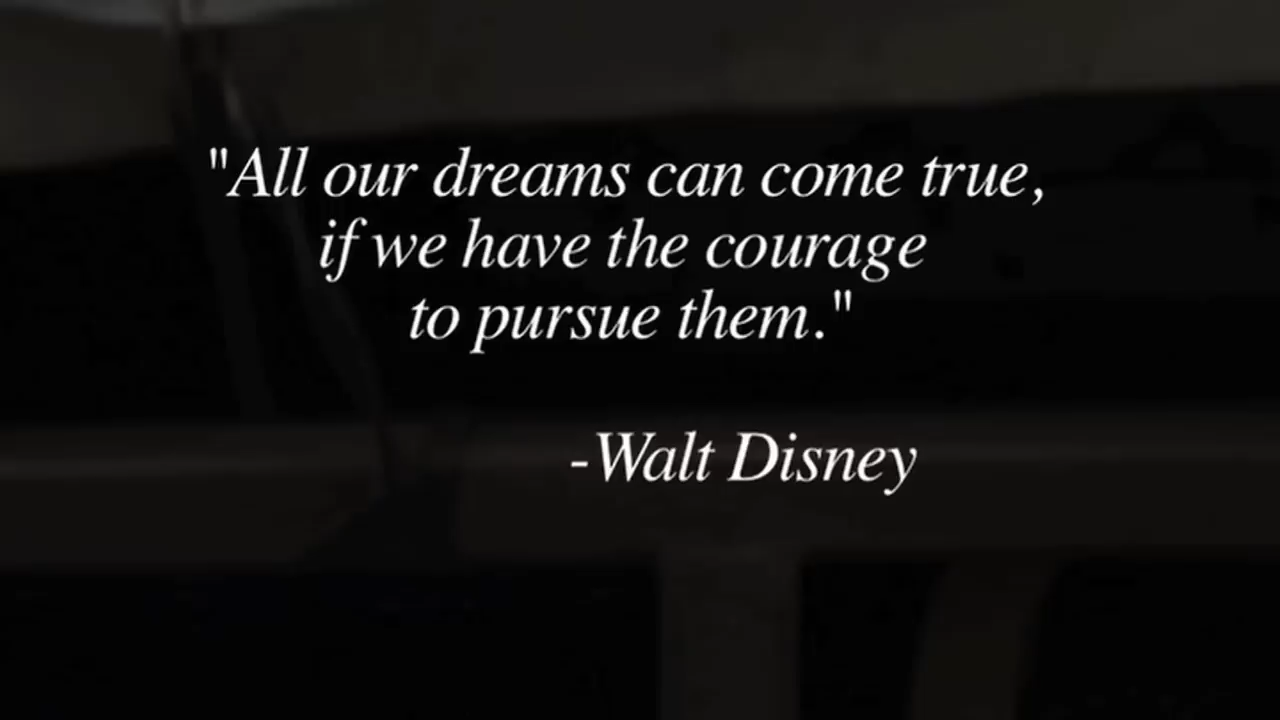 "All our dreams can come true,
if we have the courage
to pursue them."
-Walt Disney